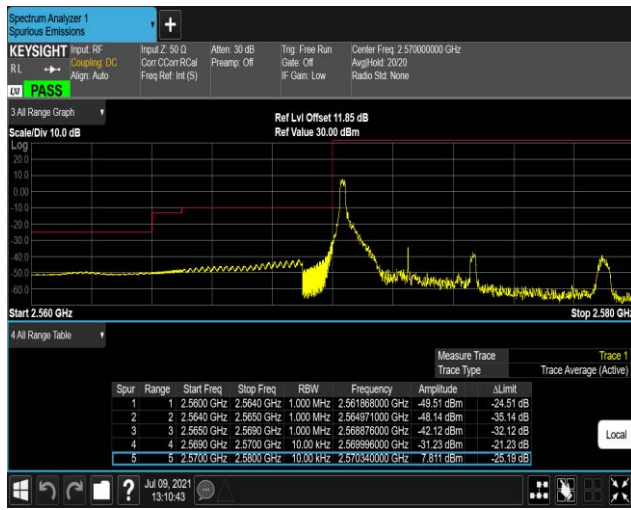 Spectrum Analyzer 1
Spurious Emissions
+
KEYSIGHT Input: RF Input Z: 50 Ω Atten: 30 dB Trig: Free Run Center Freq: 2.570000000 GHz
RL Coupling: DC Corr CCorr RCal Preamp: Off Gate: Off Avg|Hold: 20/20
Align: Auto Freq Ref: Int (S) IF Gain: Low Radio Std: None
LXI PASS
3 All Range Graph
Ref Lvl Offset 11.85 dB
Scale/Div 10.0 dB Ref Value 30.00 dBm
Log
20.0
10.0
0.00
-10.0
-20.0
-30.0
-40.0
-50.0
-60.0
Start 2.560 GHz Stop 2.580 GHz
4 All Range Table
Measure Trace Trace 1
Trace Type Trace Average (Active)
Spur Range Start Freq Stop Freq RBW Frequency Amplitude ΔLimit
1 1 2.5600 GHz 2.5640 GHz 1.000 MHz 2.561868000 GHz -49.51 dBm -24.51 dB
2 2 2.5640 GHz 2.5650 GHz 1.000 MHz 2.564971000 GHz -48.14 dBm -35.14 dB
3 3 2.5650 GHz 2.5690 GHz 1.000 MHz 2.568876000 GHz -42.12 dBm -32.12 dB
4 4 2.5690 GHz 2.5700 GHz 10.00 kHz 2.569996000 GHz -31.23 dBm -21.23 dB
5 5 2.5700 GHz 2.5800 GHz 10.00 kHz 2.570340000 GHz 7.811 dBm -25.19 dB
Local
? Jul 09, 2021
13:10:43